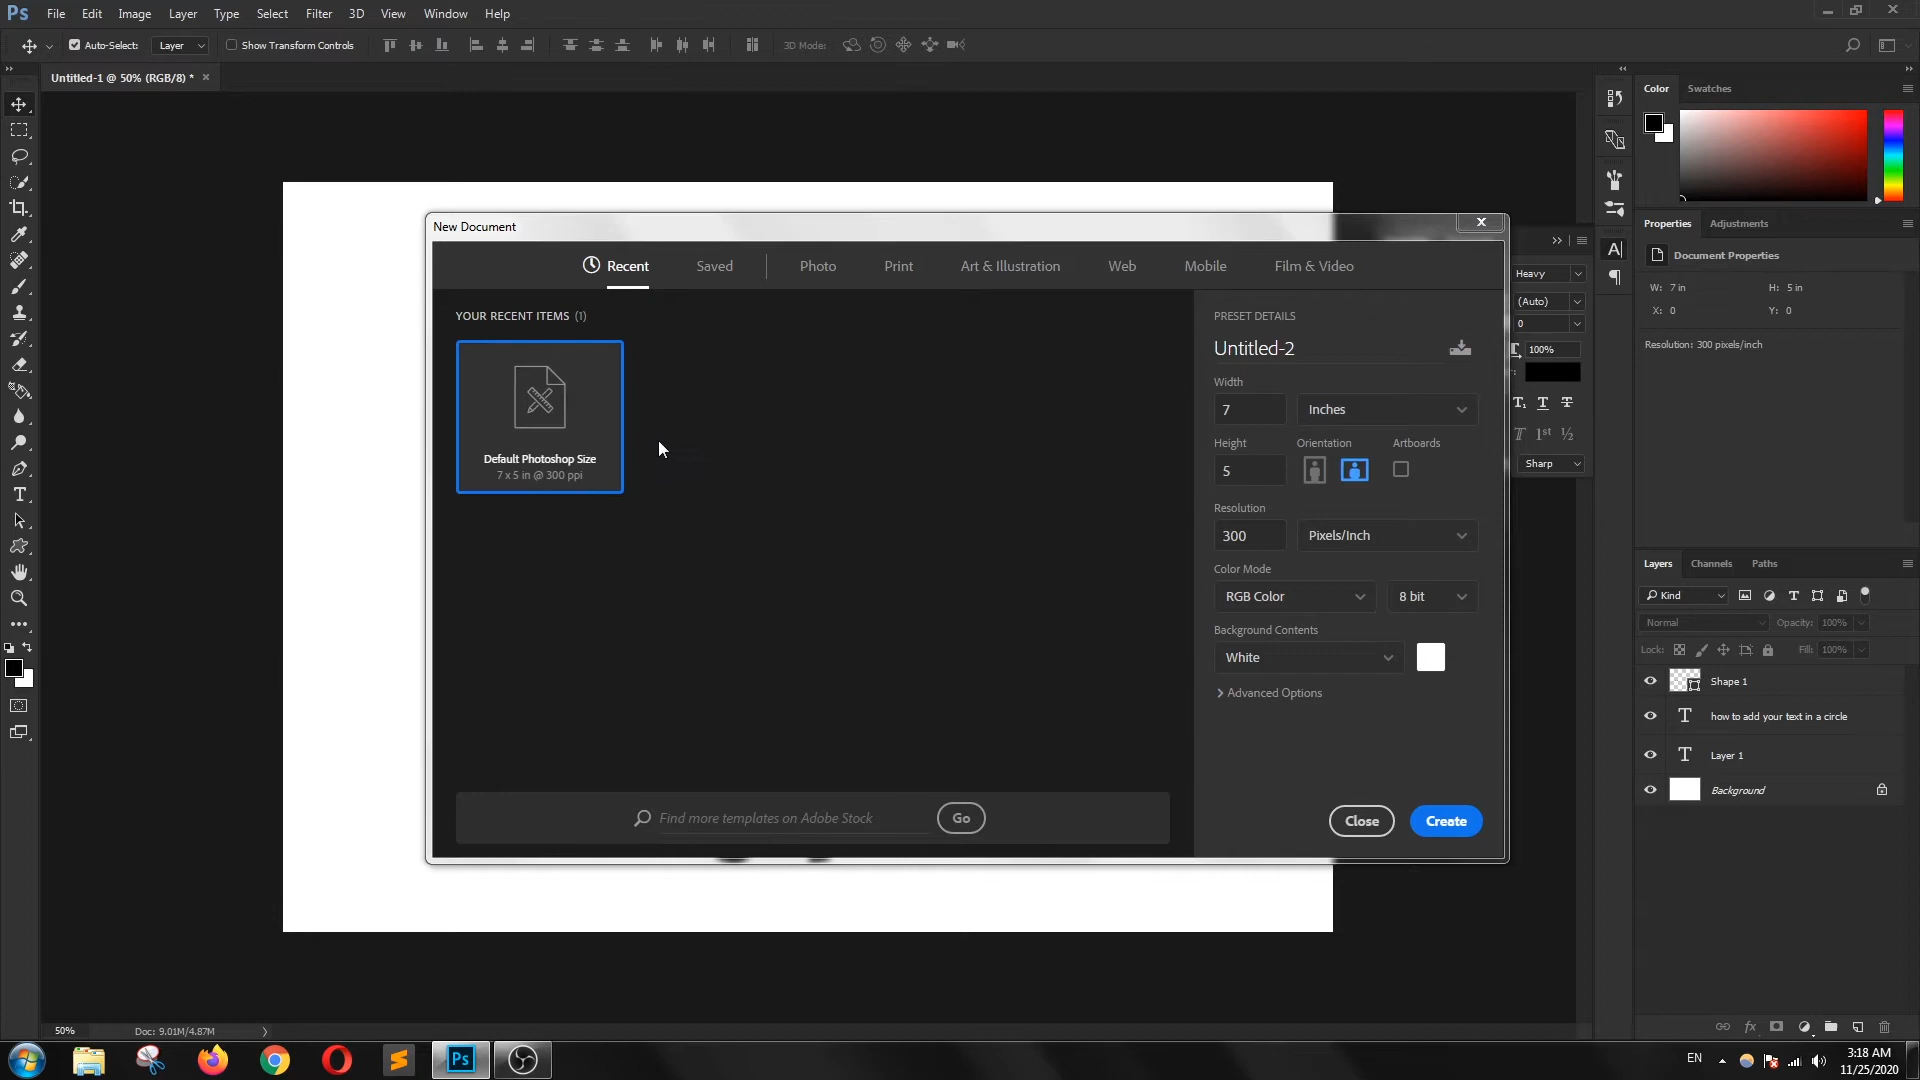 Ps File Edit Image Layer Type Select Filter 3D View Window Help
Auto-Select: Layer Show Transform Controls 3D Mode:
Untitled-1 @ 50% (RGB/8) * ×
Color Swatches
Properties Adjustments
Document Properties
W: 7 in H: 5 in
X: 0 Y: 0
Resolution: 300 pixels/inch
Heavy
(Auto)
0
100%
1st ½
Sharp
New Document
Recent Saved Photo Print Art & Illustration Web Mobile Film & Video
YOUR RECENT ITEMS (1)
Default Photoshop Size
7 x 5 in @ 300 ppi
Find more templates on Adobe Stock Go
PRESET DETAILS
Untitled-2
Width
7 Inches
Height Orientation Artboards
5
Resolution
300 Pixels/Inch
Color Mode
RGB Color 8 bit
Background Contents
White
Advanced Options
Close Create
Layers Channels Paths
Kind
Normal Opacity: 100%
Lock: Fill: 100%
Shape 1
how to add your text in a circle
Layer 1
Background
50% Doc: 9.01M/4.87M
Ps EN 3:18 AM
11/25/2020